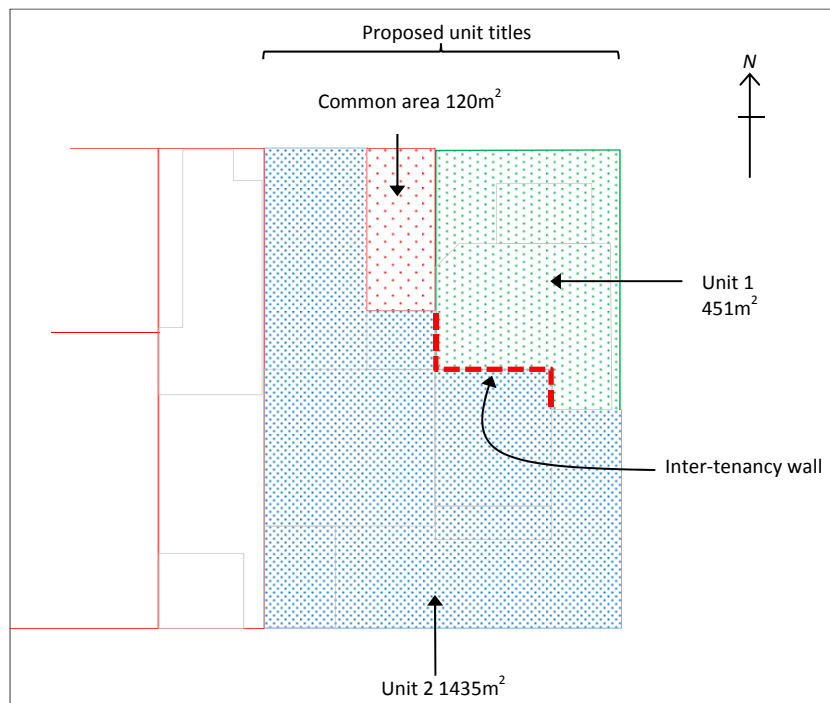 Proposed unit titles
N
Common area 120m²
Unit 1
451m²
Inter-tenancy wall
Unit 2 1435m²